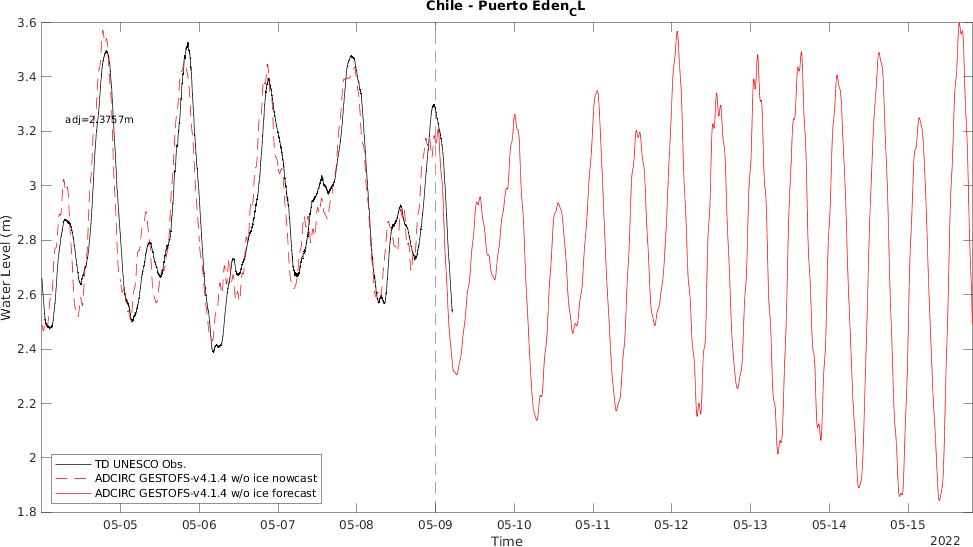 Chile - Puerto Eden_CL
3.6
3.4
3.2
3
2.8
2.6
2.4
2.2
2
1.8
adj=2.3757m
Water Level (m)
TD UNESCO Obs.
ADCIRC GESTOFS-v4.1.4 w/o ice nowcast
ADCIRC GESTOFS-v4.1.4 w/o ice forecast
05-05 05-06 05-07 05-08 05-09 05-10 05-11 05-12 05-13 05-14 05-15
Time
2022